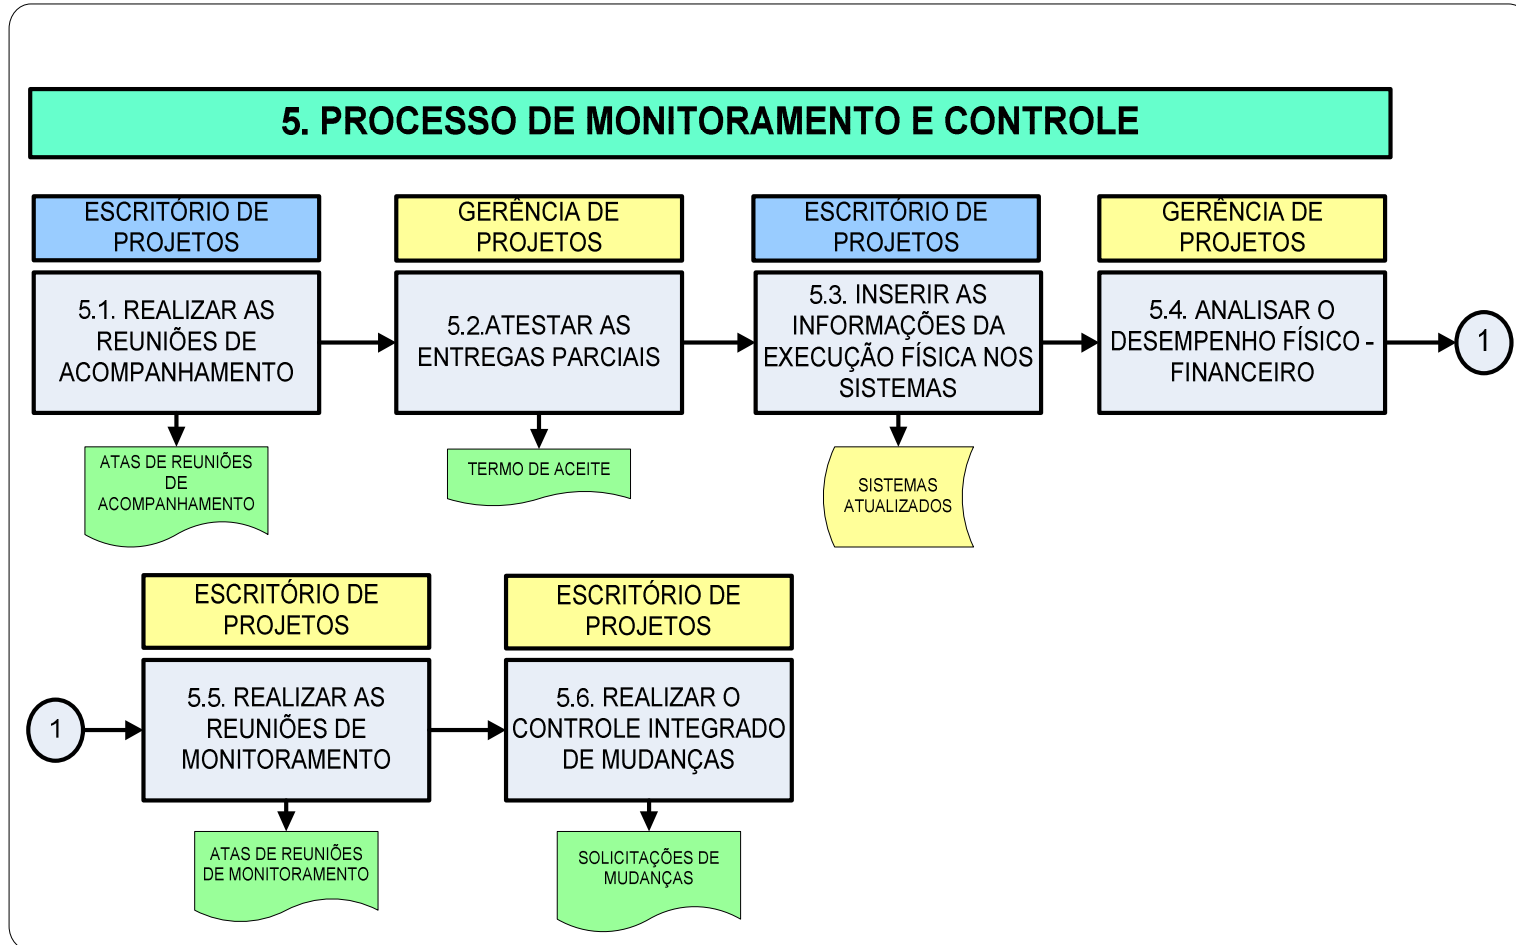 5. PROCESSO DE MONITORAMENTO E CONTROLE
ESCRITÓRIO DE
PROJETOS
GERÊNCIA DE
PROJETOS
ESCRITÓRIO DE
PROJETOS
GERÊNCIA DE
PROJETOS
5.1. REALIZAR AS
REUNIÕES DE
ACOMPANHAMENTO
5.2.ATESTAR AS
ENTREGAS PARCIAIS
5.3. INSERIR AS
INFORMAÇÕES DA
EXECUÇÃO FÍSICA NOS
SISTEMAS
5.4. ANALISAR O
DESEMPENHO FÍSICO -
FINANCEIRO
1
ATAS DE REUNIÕES
DE
ACOMPANHAMENTO
TERMO DE ACEITE
SISTEMAS
ATUALIZADOS
ESCRITÓRIO DE
PROJETOS
ESCRITÓRIO DE
PROJETOS
1
5.5. REALIZAR AS
REUNIÕES DE
MONITORAMENTO
5.6. REALIZAR O
CONTROLE INTEGRADO
DE MUDANÇAS
ATAS DE REUNIÕES
DE MONITORAMENTO
SOLICITAÇÕES DE
MUDANÇAS